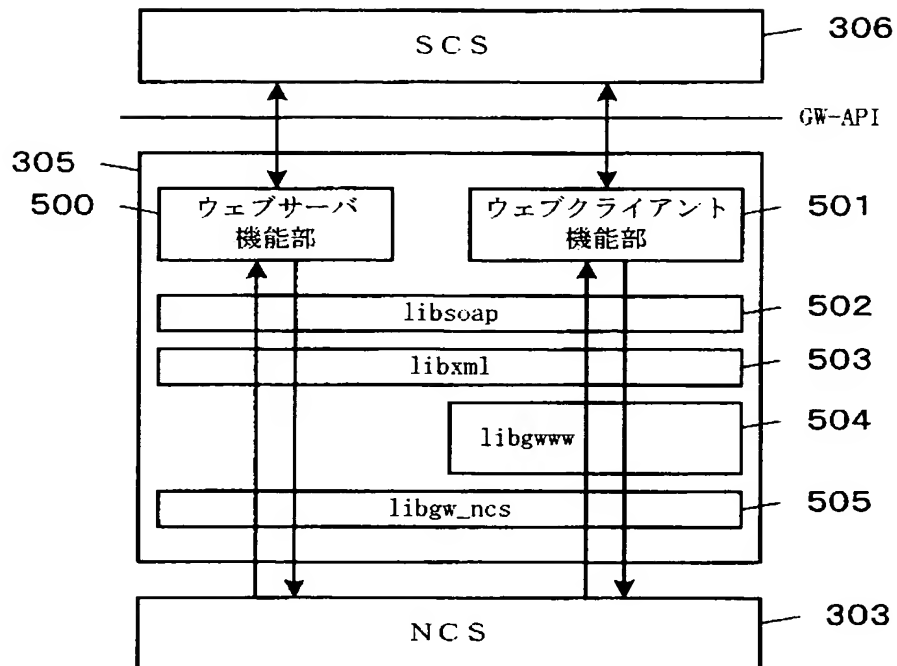 SCS
306
GW-API
305
500
ウェブサーバ
機能部
ウェブクライアント
機能部
501
libsoap
502
libxml
503
libgwww
504
libgw_ncs
505
NCS
303